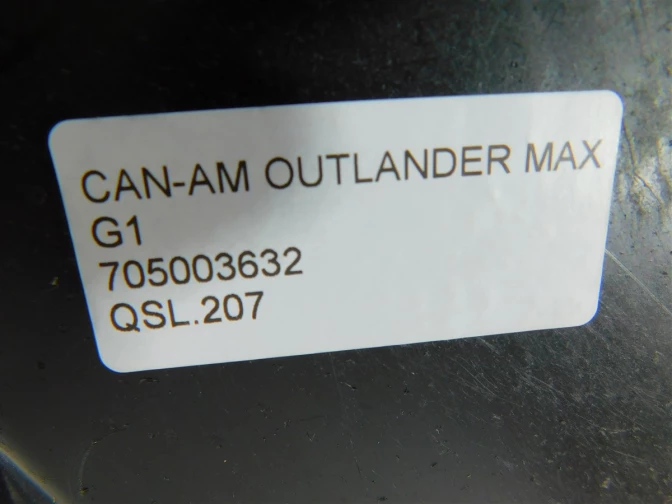 CAN-AM OUTLANDER MAX
G1
705003632
QSL.207